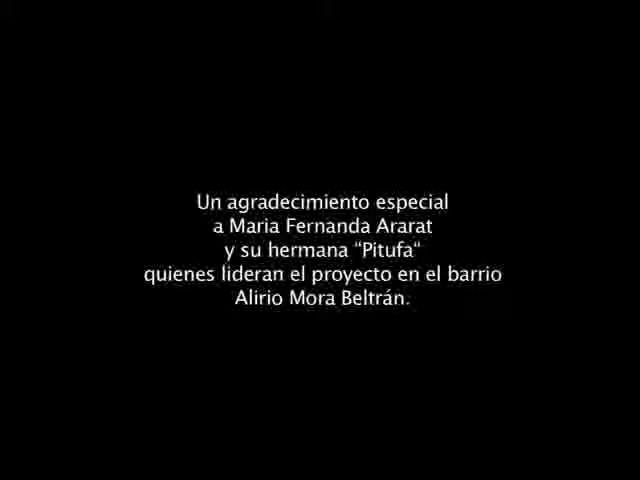 Un agradecimiento especial
a Maria Fernanda Ararat
y su hermana “Pitufa“
quienes lideran el proyecto en el barrio
Alirio Mora Beltrán.